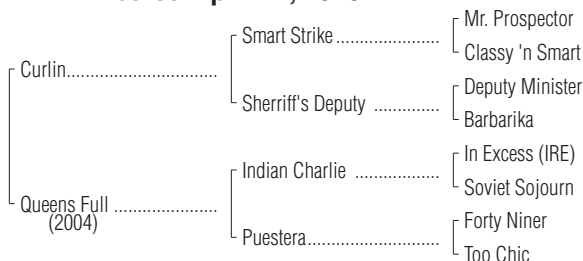 Mr. Prospector
Smart Strike
Classy 'n Smart
Curlin
Deputy Minister
Sherriff's Deputy
Barbarika
In Excess (IRE)
Indian Charlie
Soviet Sojourn
Queens Full
(2004)
Forty Niner
Puestera
Too Chic